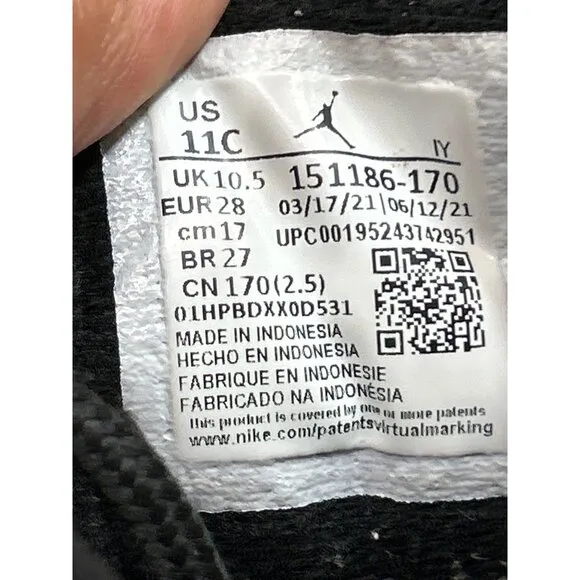 US
11C
IY
UK 10.5 151186-170
EUR 28 03/17/21|06/12/21
cm 17 UPC00195243742951
BR 27
CN 170(2.5)
01HPBDXX0D531
MADE IN INDONESIA
HECHO EN INDONESIA
FABRIQUE EN INDONESIE
FABRICADO NA INDONÉSIA
This product is covered by one or more patents
www.nike.com/patentsvirtualmarking